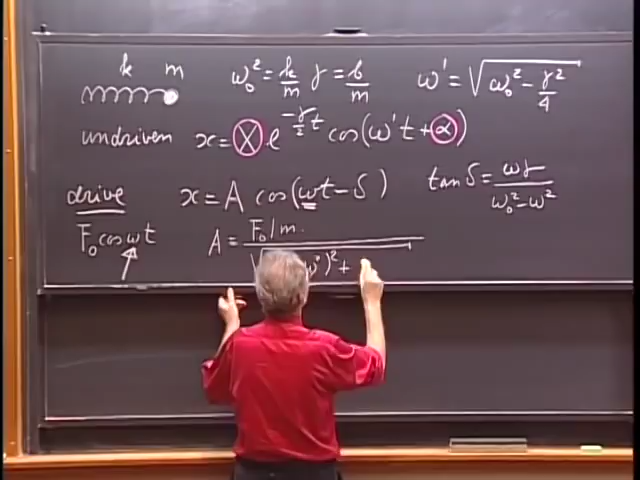 k m ω₀² = k/m γ = b/m ω' = √(ω₀² - γ²/4)
undriven x = X e^(-γ/2 t) cos(ω't + α)
drive x = A cos(ωt - δ) tan δ = ωγ/(ω₀² - ω²)
F₀ cos ωt A = F₀/m
ω²)² +